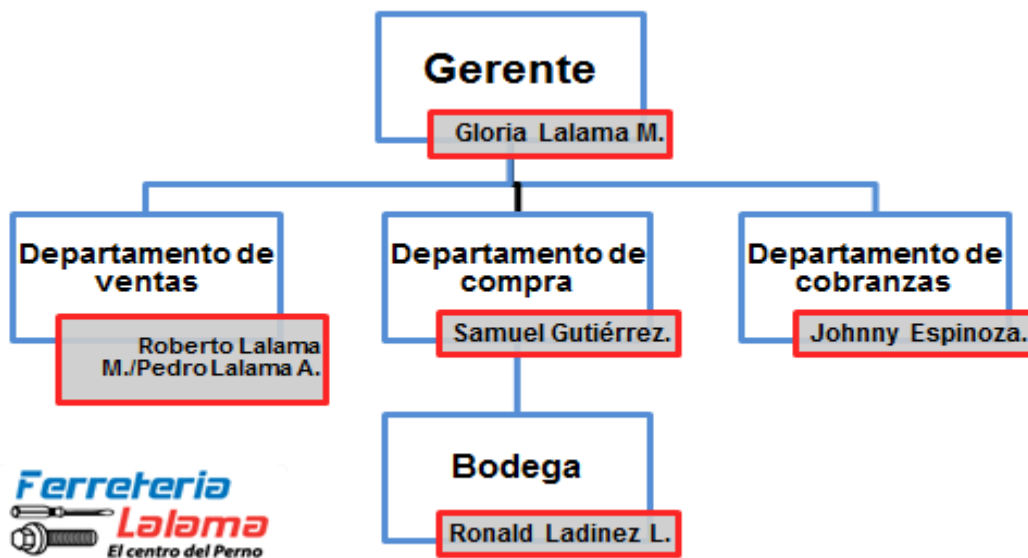 Gerente
Gloria Lalama M.
Departamento de
ventas
Roberto Lalama
M./Pedro Lalama A.
Departamento de
compra
Samuel Gutiérrez.
Departamento de
cobranzas
Johnny Espinoza.
Bodega
Ronald Ladinez L.
Ferreteria
Lalama
El centro del Perno